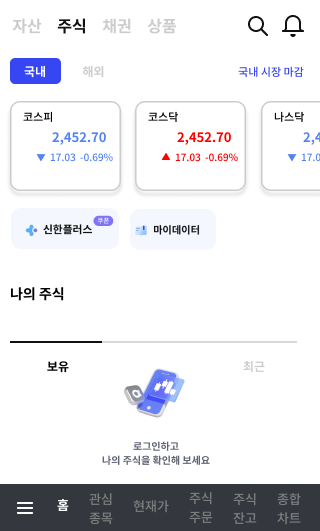 자산 주식 채권 상품
국내 해외 국내 시장 마감
코스피 코스닥 나스닥
2,452.70 2,452.70 2,4
▼ 17.03 -0.69% ▲ 17.03 -0.69% ▼ 17.0
쿠폰
신한플러스 마이데이터
나의 주식
보유 최근
로그인하고
나의 주식을 확인해 보세요
홈 관심 종목 현재가 주식 주문 주식 잔고 종합 차트